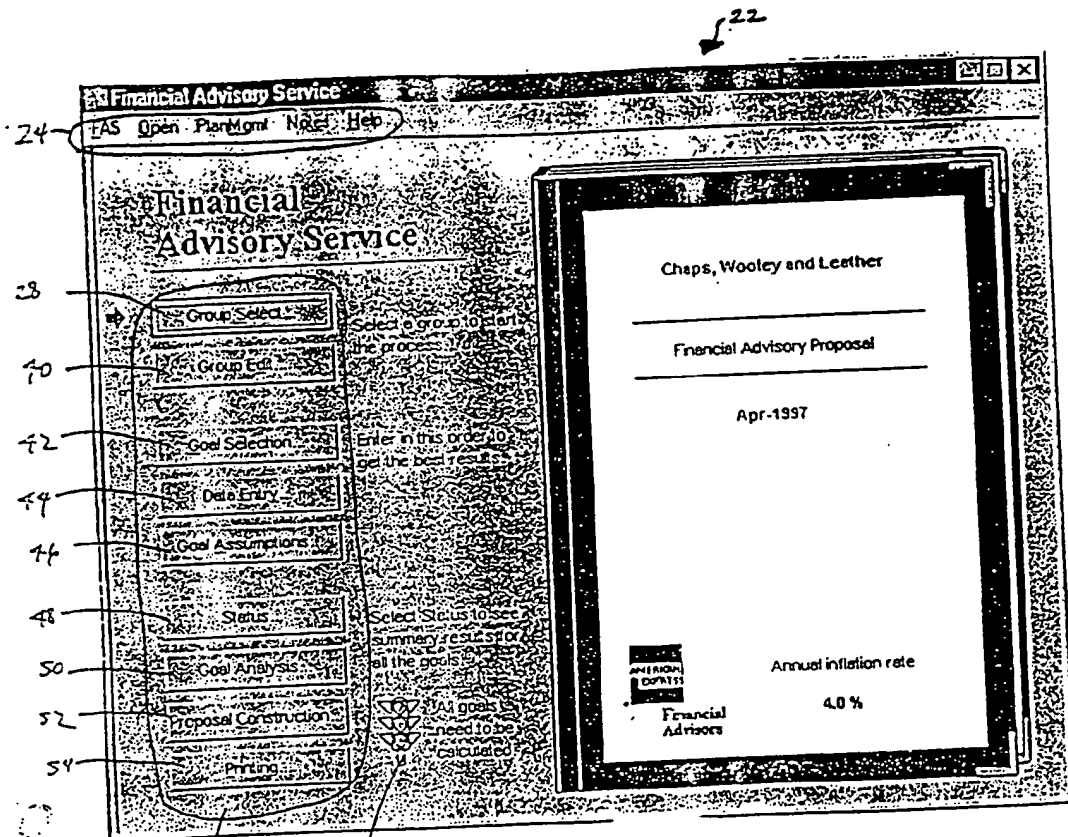 22
Financial Advisory Service
24
FAS Open PlanMgmt Notes Help
Financial
Advisory Service
28
Group Select
Select a group to start
the process
40
Group Edit
42
Goal Selection
Enter in this order to
get the best results
44
Data Entry
46
Goal Assumptions
48
Status
Select Status to see
summary results for
all the goals
50
Goal Analysis
52
Proposal Construction
All goals
need to be
Calculated
54
Printing
Chaps, Wooley and Leather
Financial Advisory Proposal
Apr-1997
AMERICAN
EXPRESS
Financial
Advisors
Annual inflation rate
4.0 %